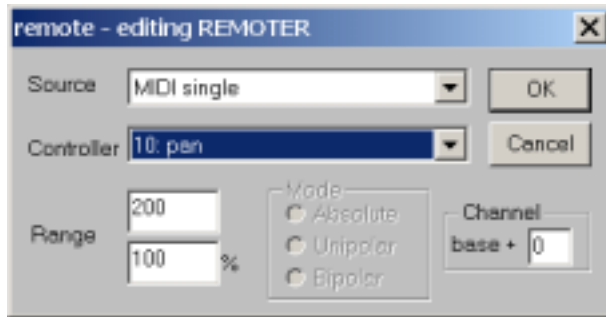 remote - editing REMOTER
Source MIDI single OK
Controller 10: pan Cancel
Mode
200 Absolute Channel
Range Unipolar base + 0
100 % Bipolar